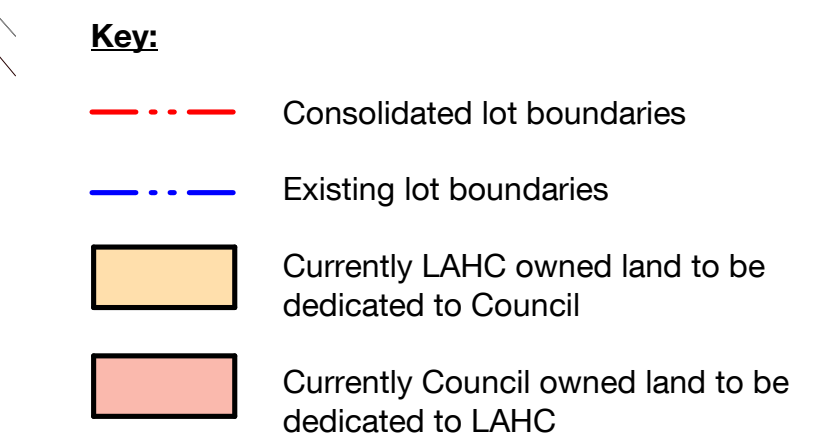 Key:
Consolidated lot boundaries
Existing lot boundaries
Currently LAHC owned land to be
dedicated to Council
Currently Council owned land to be
dedicated to LAHC